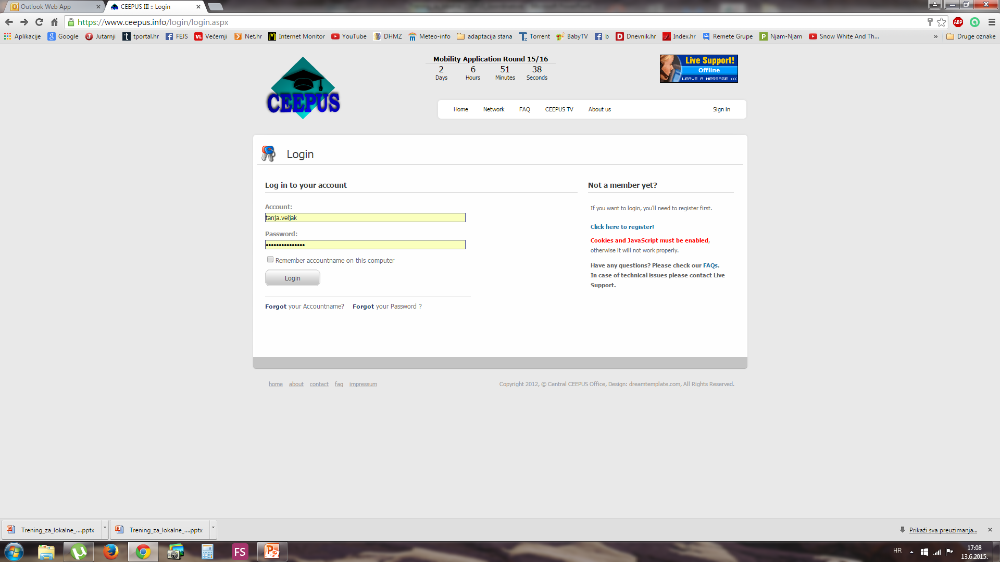 Outlook Web App
CEEPUS III :: Login
https://www.ceepus.info/login/login.aspx
ABP
Aplikacije
Google
Jutarnji
tportal.hr
FEJS
Večernji
Net.hr
Internet Monitor
YouTube
DHMZ
Meteo-info
adaptacija stana
Torrent
BabyTV
b
Dnevnik.hr
Index.hr
Remete Grupe
Njam-Njam
Snow White And Th...
»
Druge oznake
CEEPUS
Mobility Application Round 15/16
2 6 51 38
Days Hours Minutes Seconds
Live Support!
Offline
LEAVE A MESSAGE <<<
Home Network FAQ CEEPUS TV About us Sign in
Login
Log in to your account
Account:
tanja.veljak
Password:
•••••••••••••••
Remember accountname on this computer
Login
Forgot your Accountname? Forgot your Password ?
Not a member yet?
If you want to login, you'll need to register first.
Click here to register!
Cookies and JavaScript must be enabled,
otherwise it will not work properly.
Have any questions? Please check our FAQs.
In case of technical issues please contact Live
Support.
home about contact faq impressum
Copyright 2012, © Central CEEPUS Office, Design: dreamtemplate.com, All Rights Reserved.
Trening_za_lokalne_....pptx
Trening_za_lokalne_....pptx
Prikaži sva preuzimanja...
FS
HR
17:08
13.6.2015.